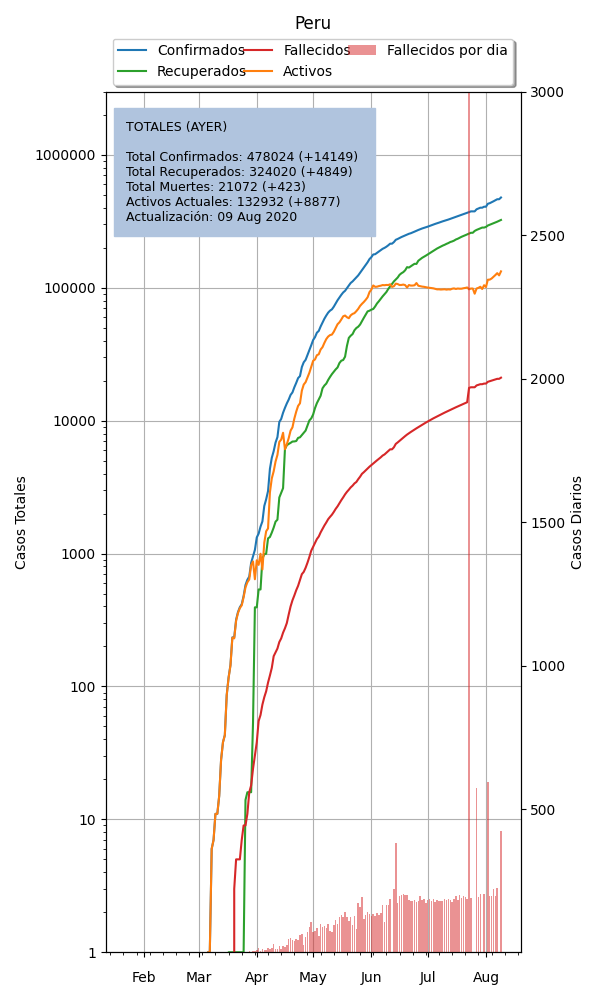 Peru
Confirmados Fallecidos Fallecidos por dia
Recuperados Activos
TOTALES (AYER)
Total Confirmados: 478024 (+14149)
Total Recuperados: 324020 (+4849)
Total Muertes: 21072 (+423)
Activos Actuales: 132932 (+8877)
Actualización: 09 Aug 2020
Casos Totales
1000000
100000
10000
1000
100
10
1
3000
2500
2000
1500
1000
500
Casos Diarios
Feb Mar Apr May Jun Jul Aug